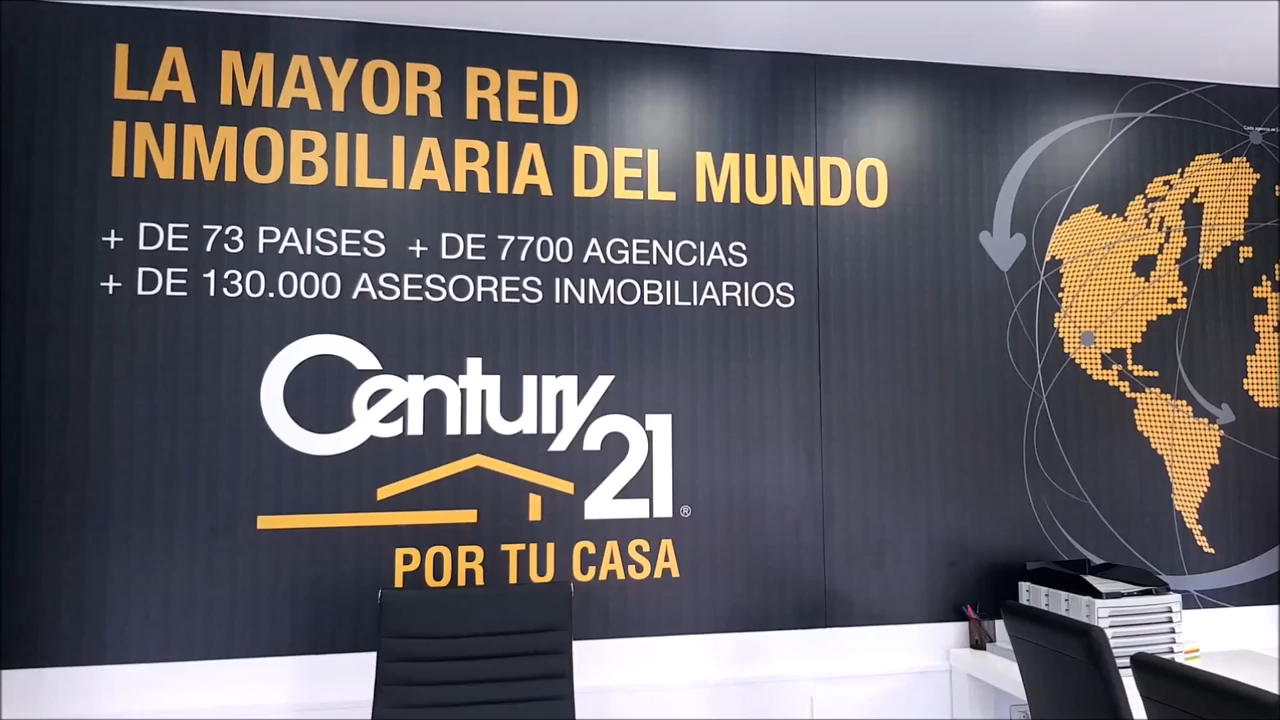 LA MAYOR RED
INMOBILIARIA DEL MUNDO
+ DE 73 PAISES + DE 7700 AGENCIAS
+ DE 130.000 ASESORES INMOBILIARIOS
Century
21®
POR TU CASA